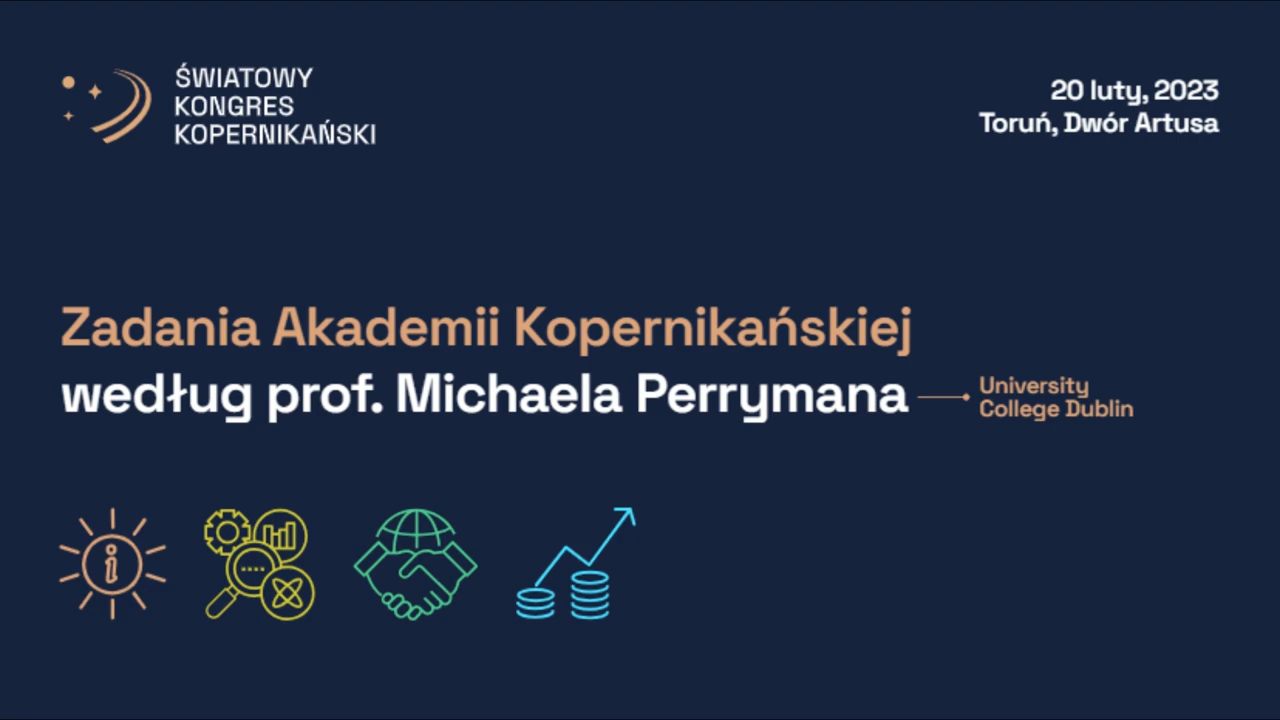 ŚWIATOWY
KONGRES
KOPERNIKAŃSKI
20 luty, 2023
Toruń, Dwór Artusa
Zadania Akademii Kopernikańskiej
według prof. Michaela Perrymana
University
College Dublin
i